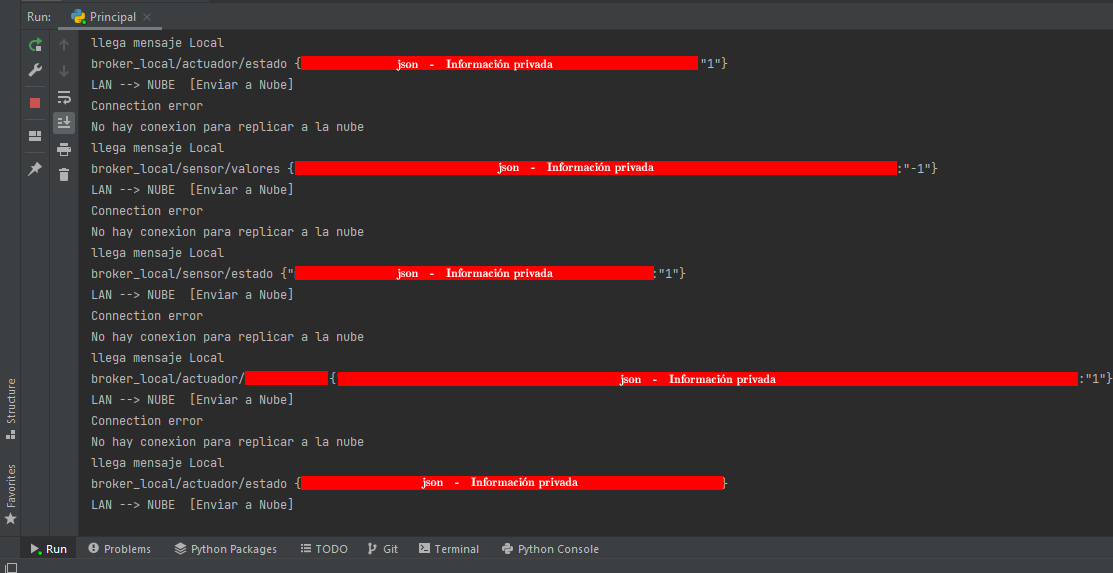 Run: Principal
llega mensaje Local
broker_local/actuador/estado { json - Información privada "1"}
LAN --> NUBE  [Enviar a Nube]
Connection error
No hay conexion para replicar a la nube
llega mensaje Local
broker_local/sensor/valores { json - Información privada :"-1"}
LAN --> NUBE  [Enviar a Nube]
Connection error
No hay conexion para replicar a la nube
llega mensaje Local
broker_local/sensor/estado {" json - Información privada :"1"}
LAN --> NUBE  [Enviar a Nube]
Connection error
No hay conexion para replicar a la nube
llega mensaje Local
broker_local/actuador/ { json - Información privada :"1"}
LAN --> NUBE  [Enviar a Nube]
Connection error
No hay conexion para replicar a la nube
llega mensaje Local
broker_local/actuador/estado { json - Información privada }
LAN --> NUBE  [Enviar a Nube]
Structure
Favorites
Run Problems Python Packages TODO Git Terminal Python Console